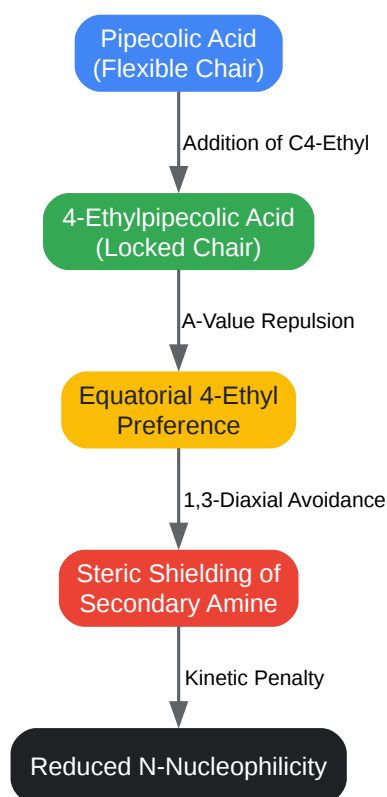 Pipecolic Acid
(Flexible Chair)
Addition of C4-Ethyl
4-Ethylpipecolic Acid
(Locked Chair)
A-Value Repulsion
Equatorial 4-Ethyl
Preference
1,3-Diaxial Avoidance
Steric Shielding of
Secondary Amine
Kinetic Penalty
Reduced N-Nucleophilicity